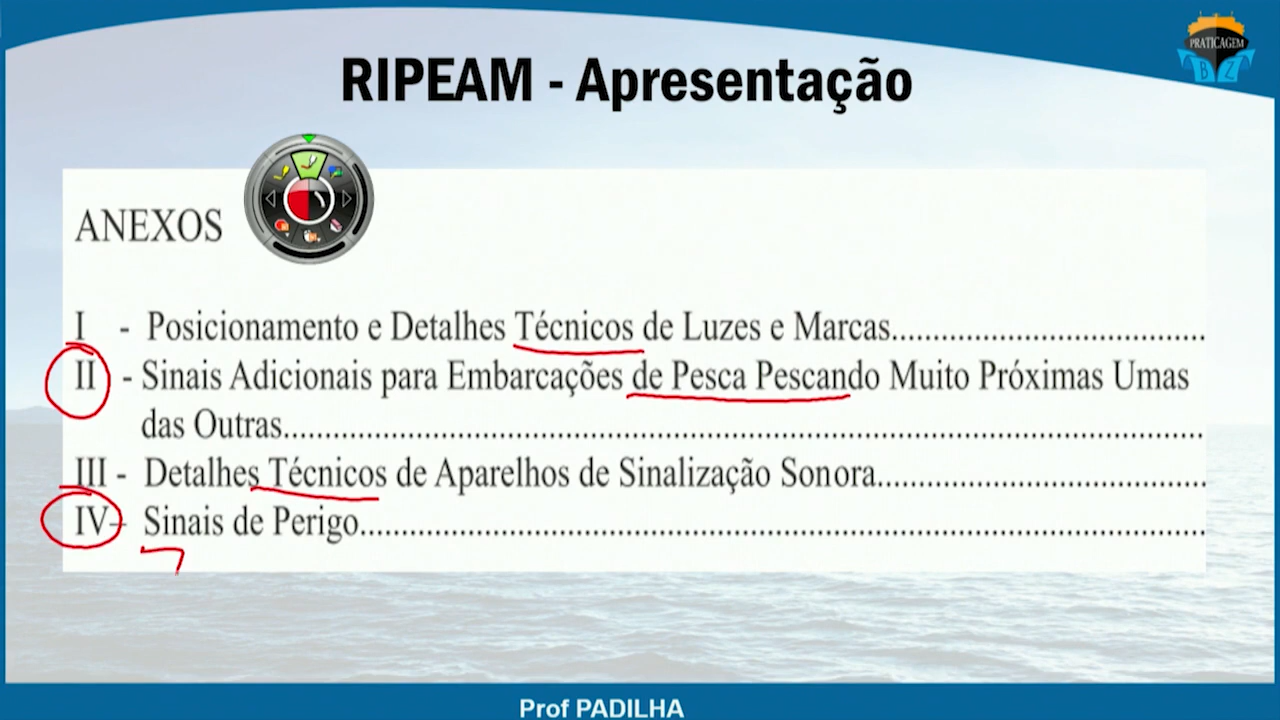 PRATICAGEM
B Z
RIPEAM - Apresentação
ANEXOS
I - Posicionamento e Detalhes Técnicos de Luzes e Marcas.......................................
II - Sinais Adicionais para Embarcações de Pesca Pescando Muito Próximas Umas
das Outras...............................................................................................................
III - Detalhes Técnicos de Aparelhos de Sinalização Sonora........................................
IV- Sinais de Perigo.....................................................................................................
Prof PADILHA